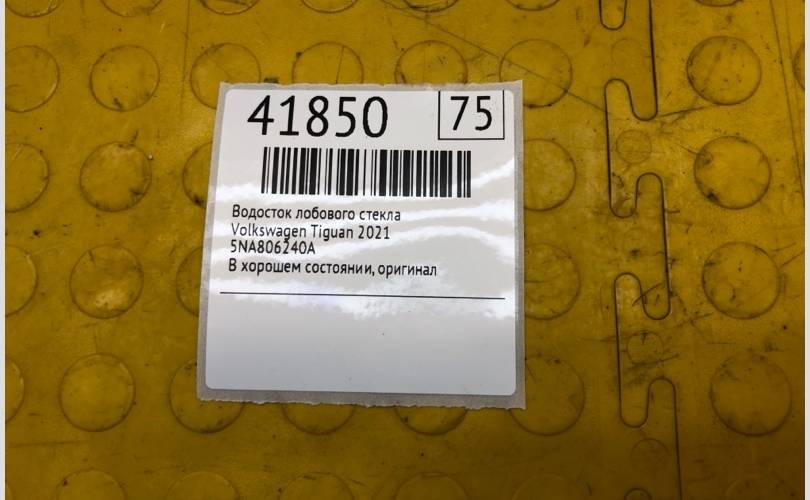 41850 75
Водосток лобового стекла
Volkswagen Tiguan 2021
5NA806240A
В хорошем состоянии, оригинал